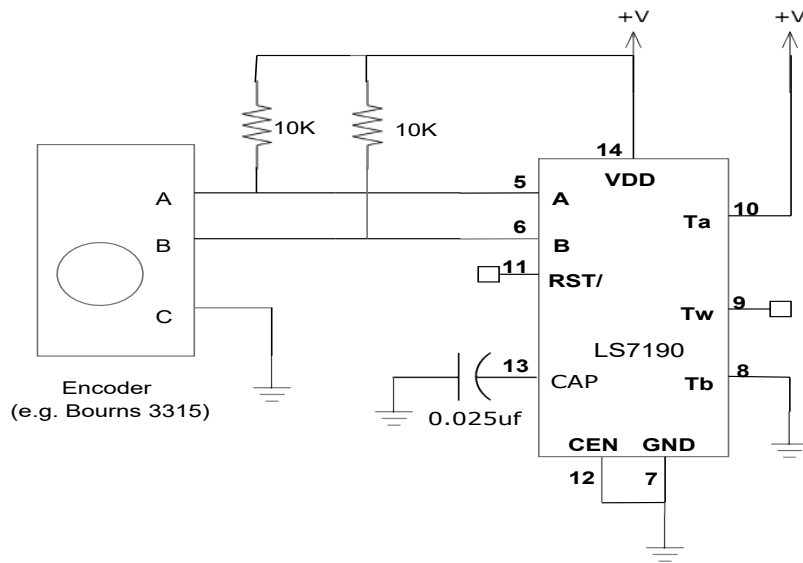 +V
+V
10K
10K
14
VDD
A
5
A
Ta
10
B
6
B
11
RST/
C
Tw
9
LS7190
13
CAP
Tb
8
0.025uf
Encoder
(e.g. Bourns 3315)
CEN
GND
12
7